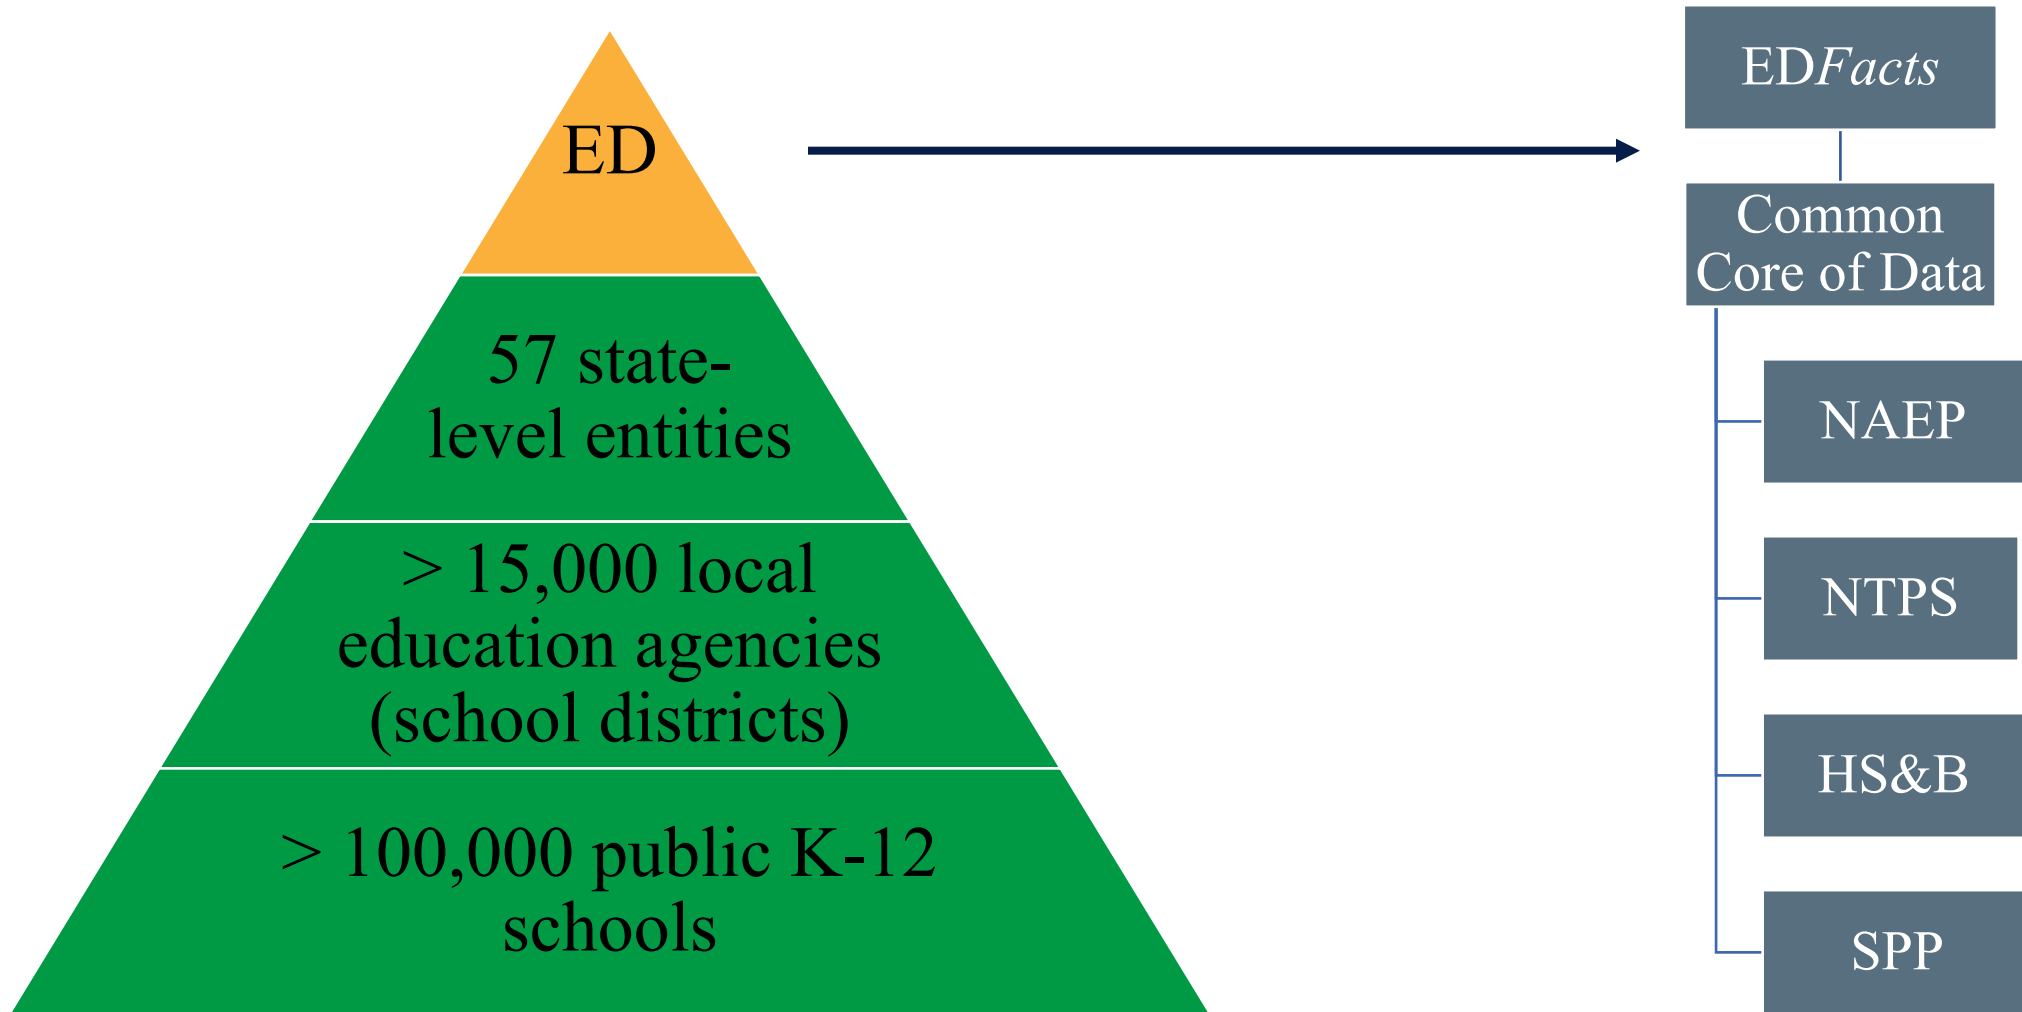 ED
57 state-
level entities
> 15,000 local
education agencies
(school districts)
> 100,000 public K-12
schools
EDFacts
Common
Core of Data
NAEP
NTPS
HS&B
SPP